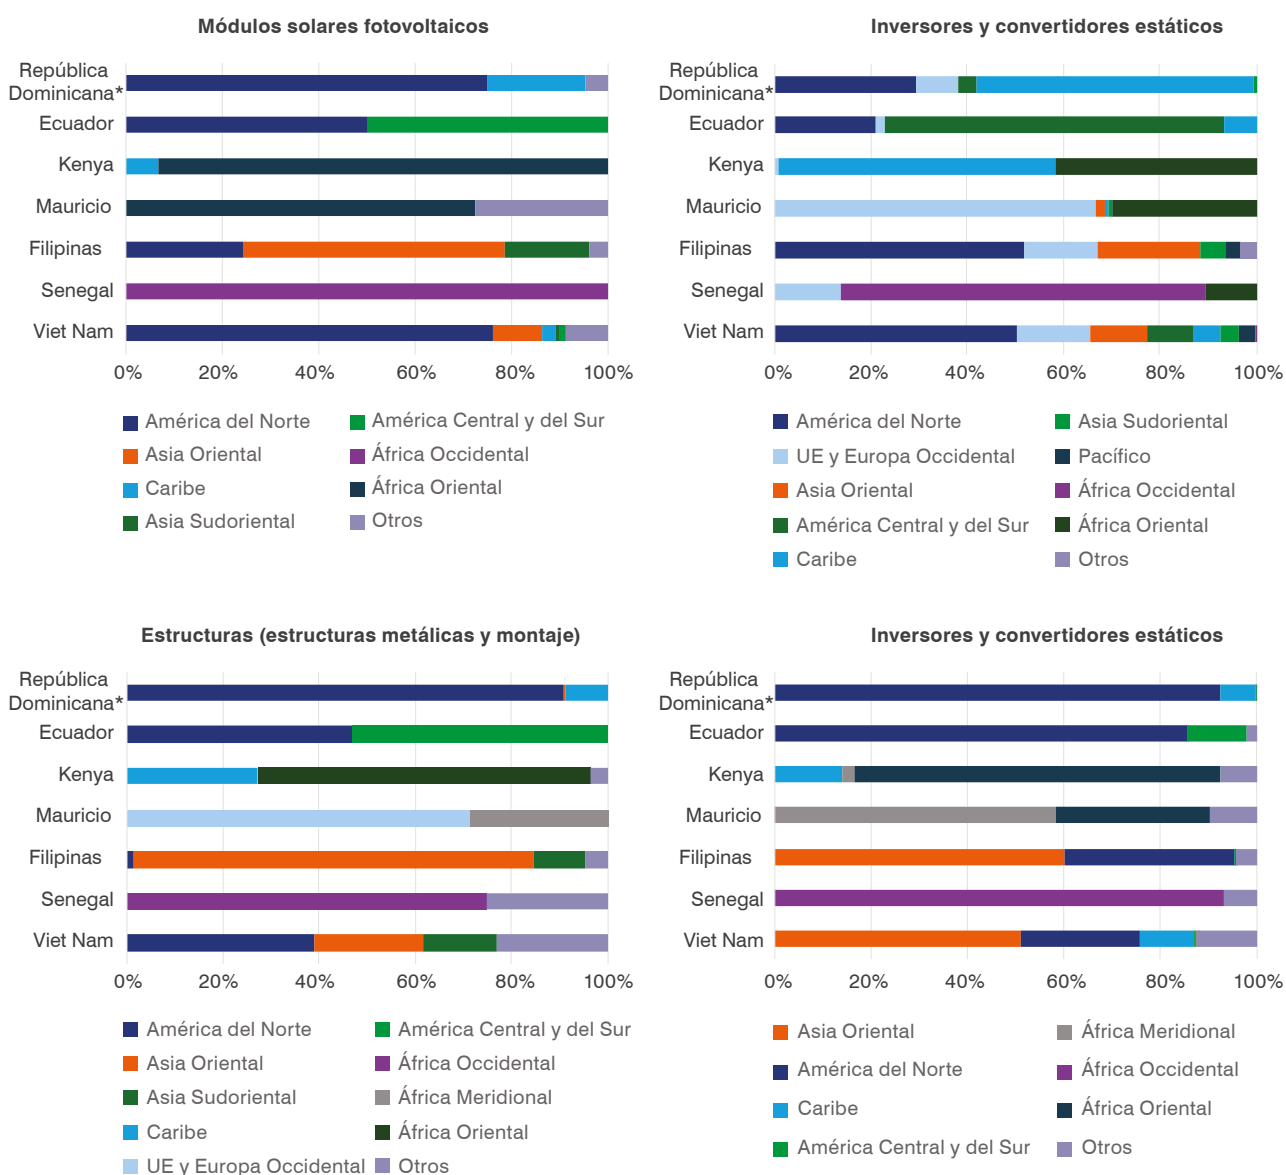 Módulos solares fotovoltaicos
República
Dominicana*
Ecuador
Kenya
Mauricio
Filipinas
Senegal
Viet Nam
0% 20% 40% 60% 80% 100%
América del Norte
Asia Oriental
Caribe
Asia Sudoriental
América Central y del Sur
África Occidental
África Oriental
Otros
Inversores y convertidores estáticos
República
Dominicana*
Ecuador
Kenya
Mauricio
Filipinas
Senegal
Viet Nam
0% 20% 40% 60% 80% 100%
América del Norte
UE y Europa Occidental
Asia Oriental
América Central y del Sur
Caribe
Asia Sudoriental
Pacífico
África Occidental
África Oriental
Otros
Estructuras (estructuras metálicas y montaje)
República
Dominicana*
Ecuador
Kenya
Mauricio
Filipinas
Senegal
Viet Nam
0% 20% 40% 60% 80% 100%
América del Norte
Asia Oriental
Asia Sudoriental
Caribe
UE y Europa Occidental
América Central y del Sur
África Occidental
África Meridional
África Oriental
Otros
Inversores y convertidores estáticos
República
Dominicana*
Ecuador
Kenya
Mauricio
Filipinas
Senegal
Viet Nam
0% 20% 40% 60% 80% 100%
Asia Oriental
América del Norte
Caribe
América Central y del Sur
África Meridional
África Occidental
África Oriental
Otros